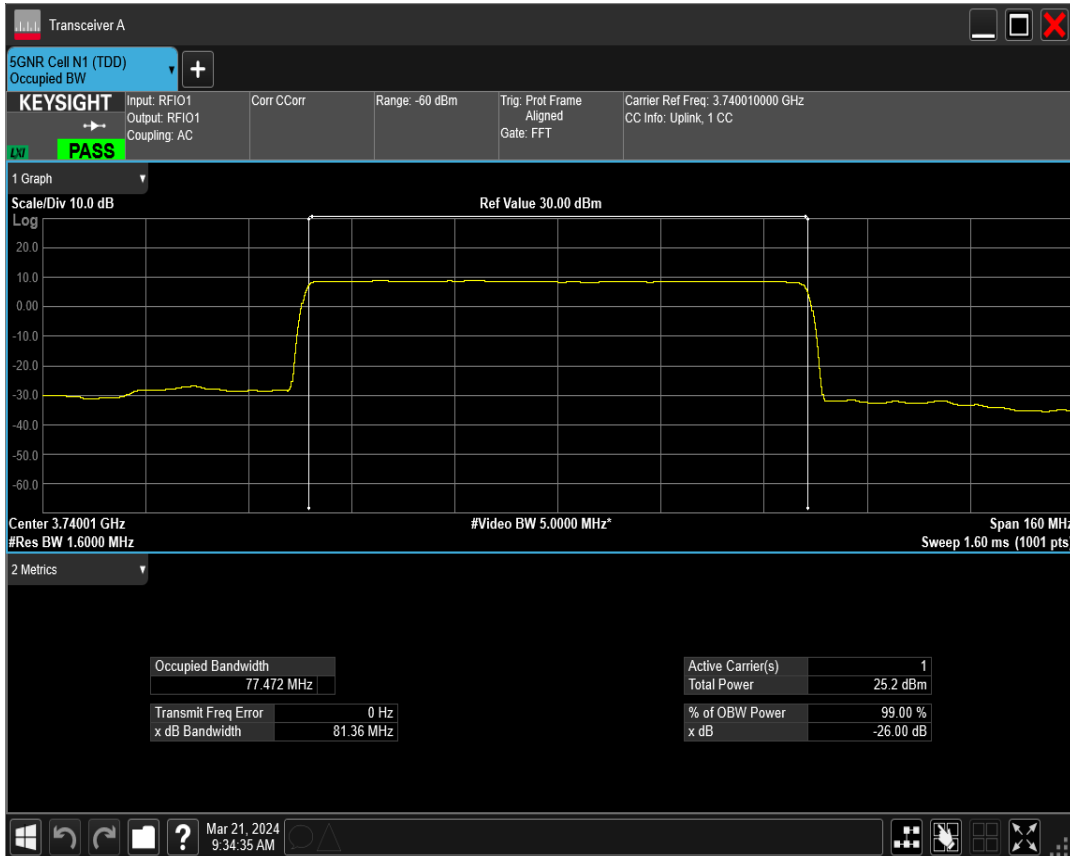 Transceiver A
5GNR Cell N1 (TDD)
Occupied BW
+
KEYSIGHT
LXI
PASS
Input: RFIO1
Output: RFIO1
Coupling: AC
Corr CCorr
Range: -60 dBm
Trig: Prot Frame
Aligned
Gate: FFT
Carrier Ref Freq: 3.740010000 GHz
CC Info: Uplink, 1 CC
1 Graph
Scale/Div 10.0 dB
Ref Value 30.00 dBm
Log
20.0
10.0
0.00
-10.0
-20.0
-30.0
-40.0
-50.0
-60.0
Center 3.74001 GHz
#Video BW 5.0000 MHz*
Span 160 MHz
#Res BW 1.6000 MHz
Sweep 1.60 ms (1001 pts)
2 Metrics
Occupied Bandwidth
77.472 MHz
Transmit Freq Error 0 Hz
x dB Bandwidth 81.36 MHz
Active Carrier(s) 1
Total Power 25.2 dBm
% of OBW Power 99.00 %
x dB -26.00 dB
?
Mar 21, 2024
9:34:35 AM